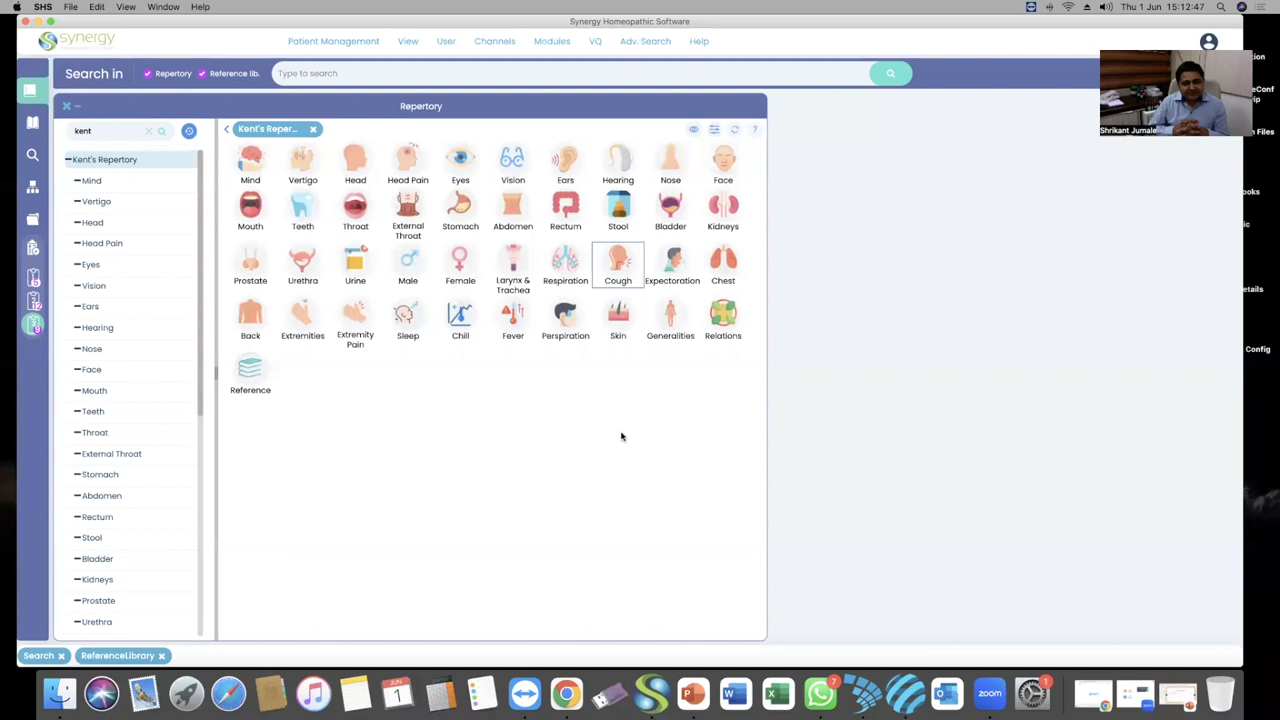 SHS File Edit View Window Help
Thu 1 Jun 15:12:47
Synergy Homeopathic Software
synergy
Patient Management View User Channels Modules VQ Adv. Search Help
Search in Repertory Reference lib. Type to search
Shrikant Jumale
Repertory
kent
Kent's Reper...
Kent's Repertory
Mind
Vertigo
Head
Head Pain
Eyes
Vision
Ears
Hearing
Nose
Face
Mouth
Teeth
Throat
External Throat
Stomach
Abdomen
Rectum
Stool
Bladder
Kidneys
Prostate
Urethra
Mind Vertigo Head Head Pain Eyes Vision Ears Hearing Nose Face
Mouth Teeth Throat External Throat Stomach Abdomen Rectum Stool Bladder Kidneys
Prostate Urethra Urine Male Female Larynx & Trachea Respiration Cough Expectoration Chest
Back Extremities Extremity Pain Sleep Chill Fever Perspiration Skin Generalities Relations
Reference
Search ReferenceLibrary
Config
JUN
1
7
1
zoom